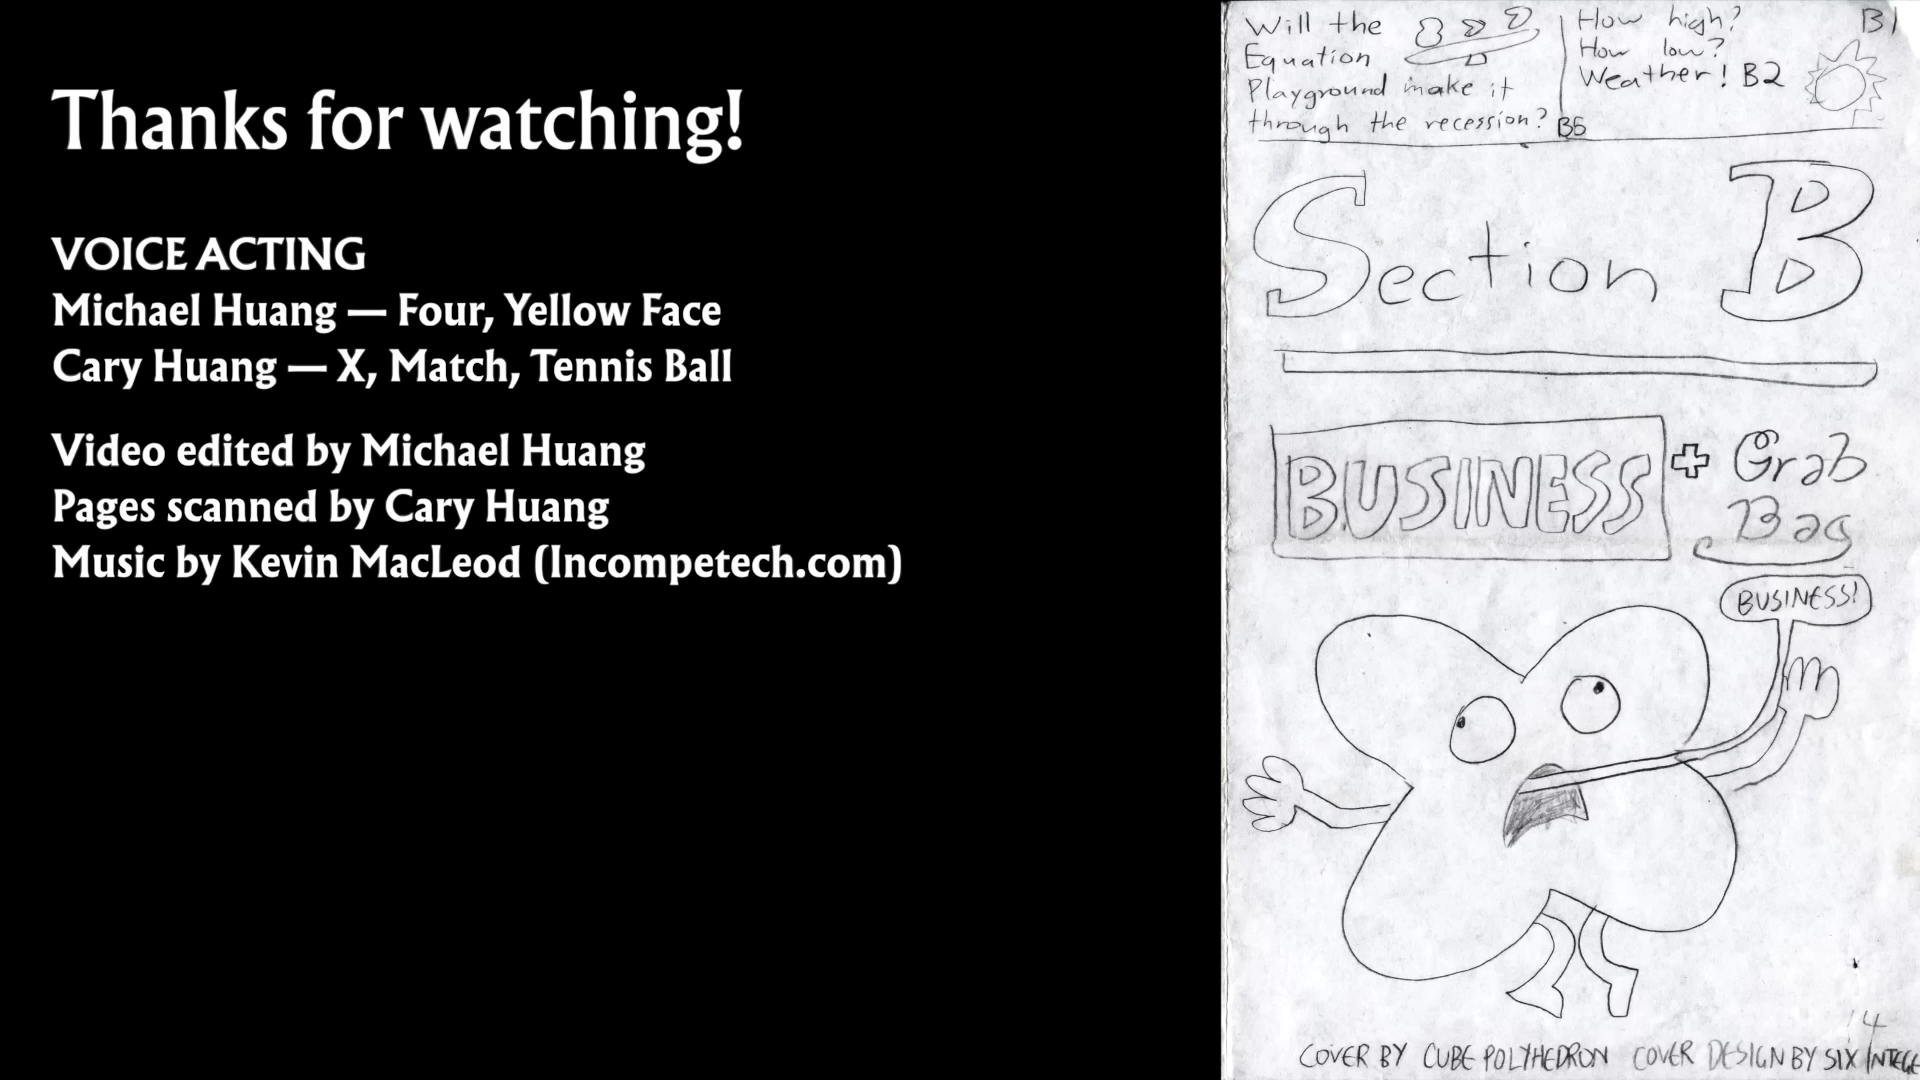 Thanks for watching!
VOICE ACTING
Michael Huang — Four, Yellow Face
Cary Huang — X, Match, Tennis Ball
Video edited by Michael Huang
Pages scanned by Cary Huang
Music by Kevin MacLeod (Incompetech.com)
Will the
Equation
Playground make it
through the recession? B5
How high?
How low?
Weather! B2
B1
Section B
BUSINESS + Grab
Bag
BUSINESS!
14
COVER BY CUBE POLYHEDRON COVER DESIGN BY SIX INTEGE